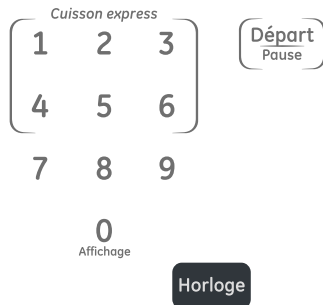 Cuisson express
1 2 3
Départ
Pause
4 5 6
7 8 9
0
Affichage
Horloge